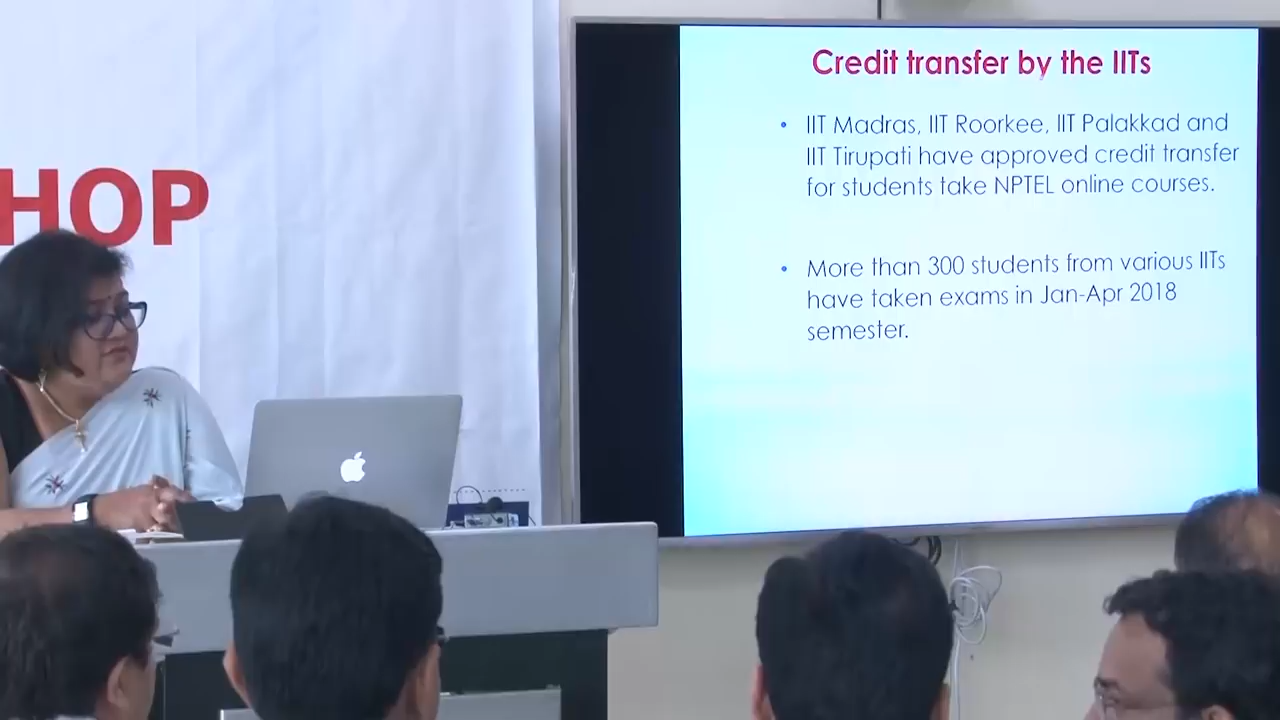 HOP
Credit transfer by the IITs
• IIT Madras, IIT Roorkee, IIT Palakkad and
IIT Tirupati have approved credit transfer
for students take NPTEL online courses.
• More than 300 students from various IITs
have taken exams in Jan-Apr 2018
semester.